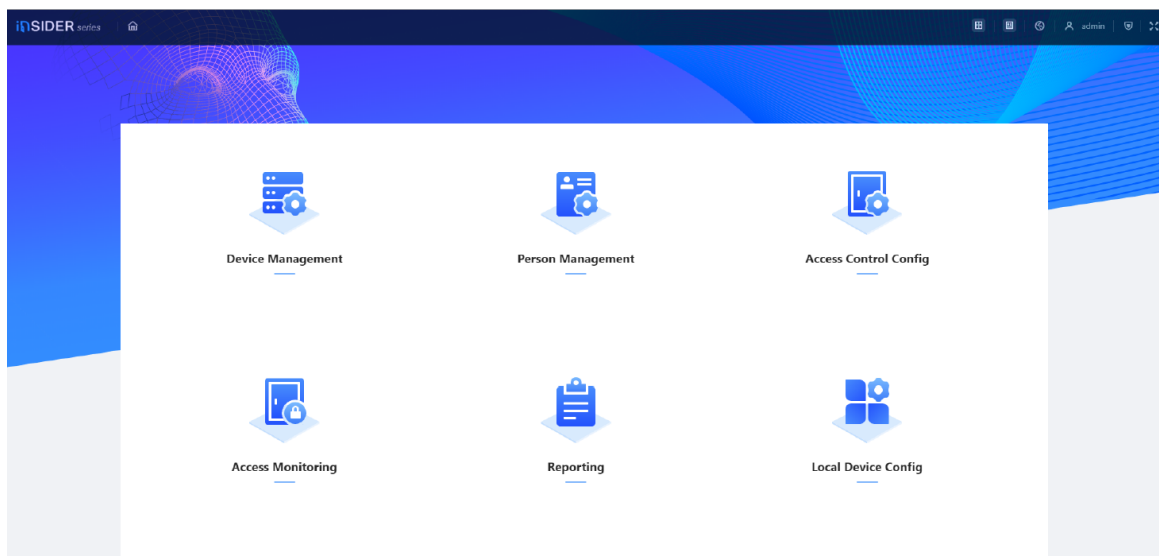 inSIDER series
admin
Device Management
Person Management
Access Control Config
Access Monitoring
Reporting
Local Device Config